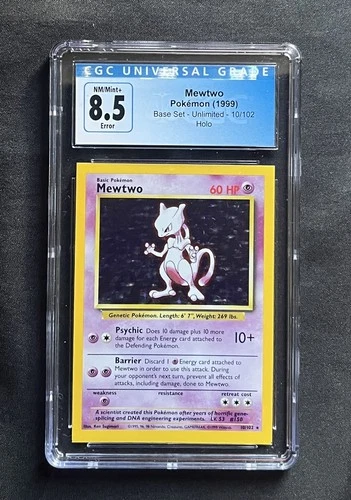 CGC UNIVERSAL GRADE
NM/Mint+
8.5
Error
Mewtwo
Pokémon (1999)
Base Set - Unlimited - 10/102
Holo
Basic Pokémon
Mewtwo
60 HP
Genetic Pokémon. Length: 6' 7", Weight: 269 lbs.
Psychic Does 10 damage plus 10 more
damage for each Energy card attached to
the Defending Pokémon.
10+
Barrier Discard 1 Energy card attached to
Mewtwo in order to use this attack. During
your opponent's next turn, prevent all effects of
attacks, including damage, done to Mewtwo.
weakness
resistance
retreat cost
A scientist created this Pokémon after years of horrific gene-
splicing and DNA engineering experiments. LV. 53 #150
Illus. Ken Sugimori
10/102